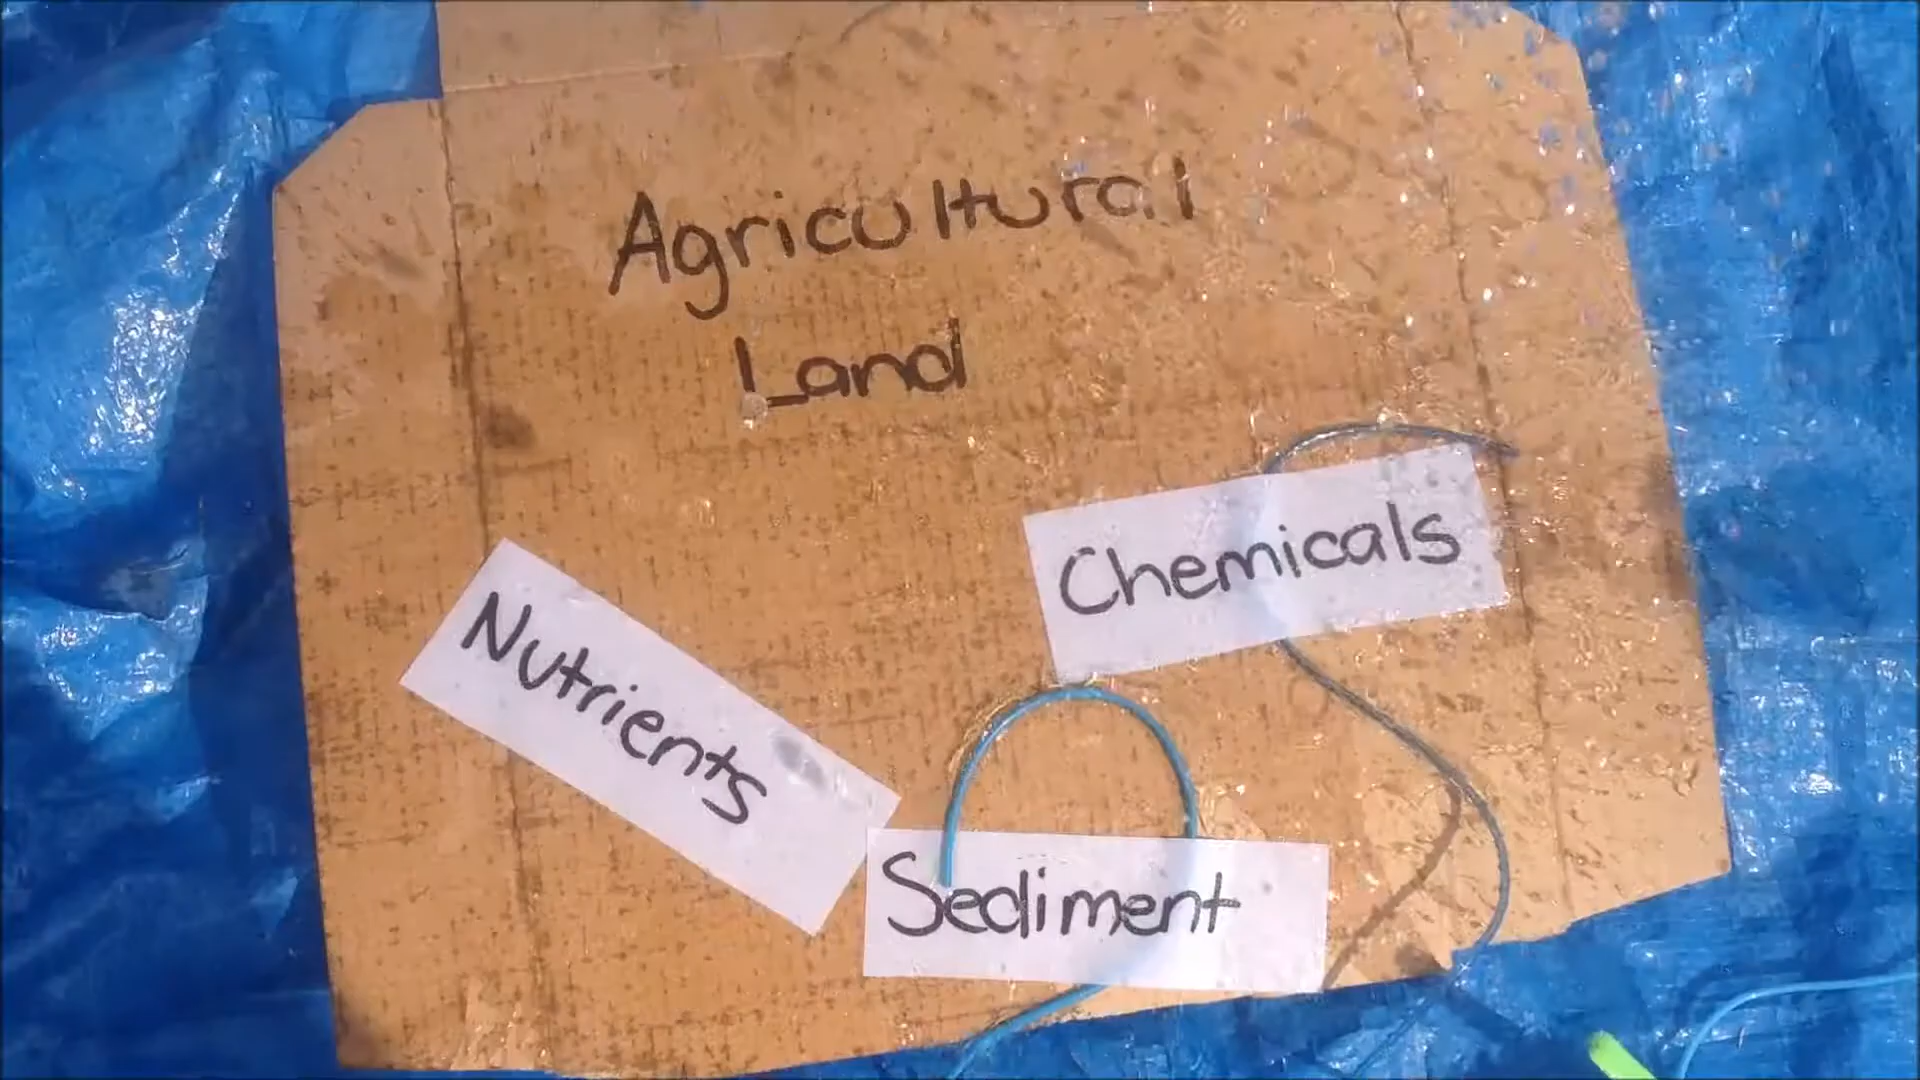 Agricultural
Land
Chemicals
Nutrients
Sediment